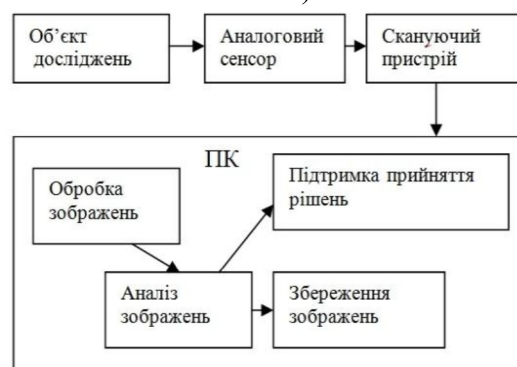 )
Об’єкт
досліджень
Аналоговий
сенсор
Скануючий
пристрій
ПК
Обробка
зображень
Підтримка прийняття
рішень
Аналіз
зображень
Збереження
зображень